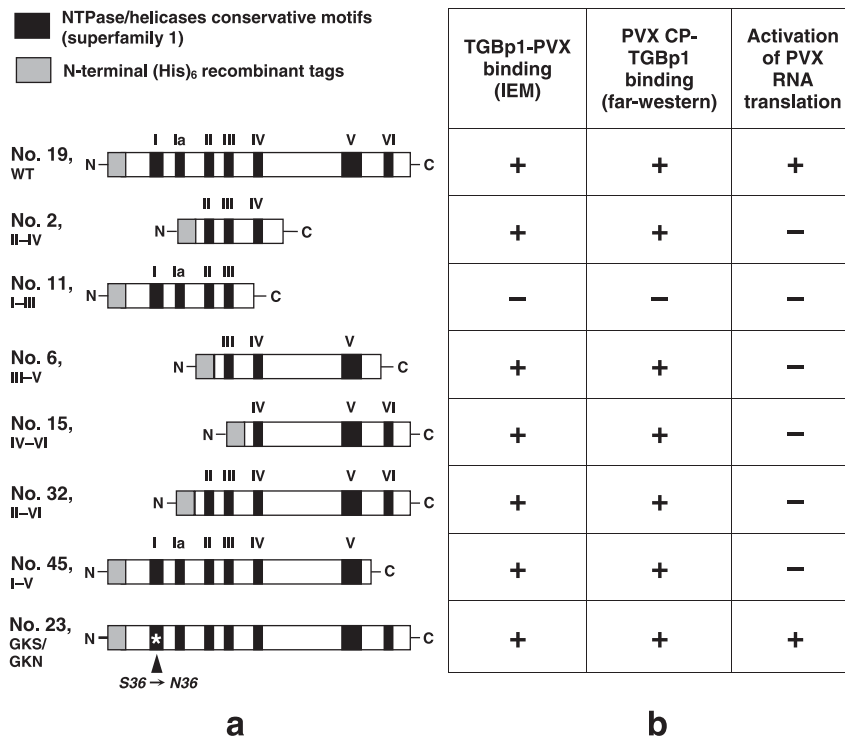 NTPase/helicases conservative motifs
(superfamily 1)
N-terminal (His)6 recombinant tags
TGBp1-PVX
binding
(IEM)
PVX CP-
TGBp1
binding
(far-western)
Activation
of PVX
RNA
translation
I Ia II III IV V VI
No. 19,
WT
N C
+ + +
II III IV
No. 2,
II–IV
N C
+ + –
I Ia II III
No. 11,
I–III
N C
– – –
III IV V
No. 6,
III–V
N C
+ + –
IV V VI
No. 15,
IV–VI
N C
+ + –
II III IV V VI
No. 32,
II–VI
N C
+ + –
I Ia II III IV V
No. 45,
I–V
N C
+ + –
No. 23,
GKS/
GKN
N * C
+ + +
S36 → N36
a b